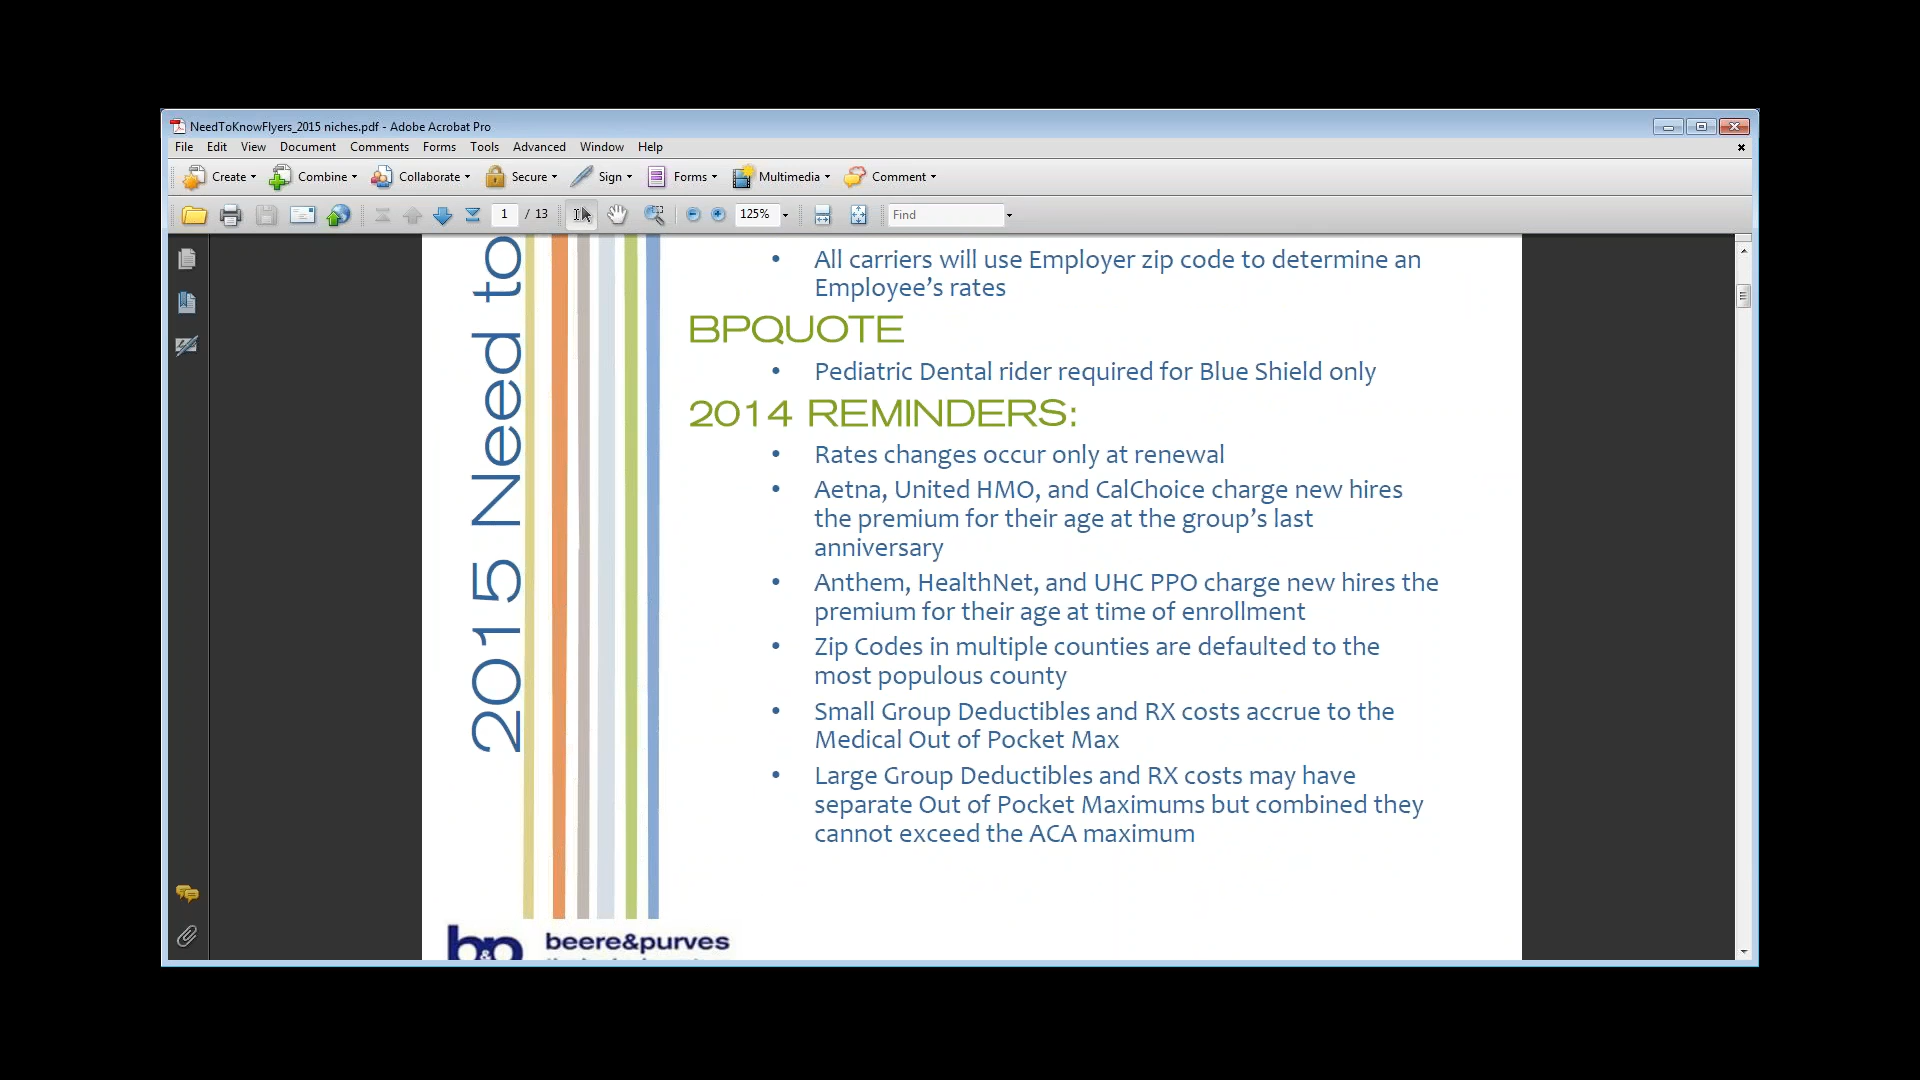 NeedToKnowFlyers_2015 niches.pdf - Adobe Acrobat Pro
File Edit View Document Comments Forms Tools Advanced Window Help
Create Combine Collaborate Secure Sign Forms Multimedia Comment
1 / 13 125% Find
2015 Need to
• All carriers will use Employer zip code to determine an
Employee’s rates
BPQUOTE
• Pediatric Dental rider required for Blue Shield only
2014 REMINDERS:
• Rates changes occur only at renewal
• Aetna, United HMO, and CalChoice charge new hires
the premium for their age at the group’s last
anniversary
• Anthem, HealthNet, and UHC PPO charge new hires the
premium for their age at time of enrollment
• Zip Codes in multiple counties are defaulted to the
most populous county
• Small Group Deductibles and RX costs accrue to the
Medical Out of Pocket Max
• Large Group Deductibles and RX costs may have
separate Out of Pocket Maximums but combined they
cannot exceed the ACA maximum
b&p beere&purves